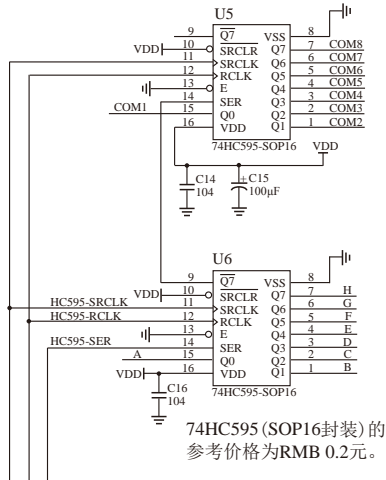 U5
9 Q7 VSS 8
VDD 10 SRCLR Q7 7 COM8
11 SRCLK Q6 6 COM7
12 RCLK Q5 5 COM6
13 E Q4 4 COM5
14 SER Q3 3 COM4
COM1 15 Q0 Q2 2 COM3
16 VDD Q1 1 COM2
74HC595-SOP16 VDD
C14
104
+ C15
100μF
U6
9 Q7 VSS 8
VDD 10 SRCLR Q7 7 H
HC595-SRCLK 11 SRCLK Q6 6 G
HC595-RCLK 12 RCLK Q5 5 F
13 E Q4 4 E
HC595-SER 14 SER Q3 3 D
A 15 Q0 Q2 2 C
VDD 16 VDD Q1 1 B
C16
104
74HC595-SOP16
74HC595(SOP16封装)的
参考价格为RMB 0.2元。